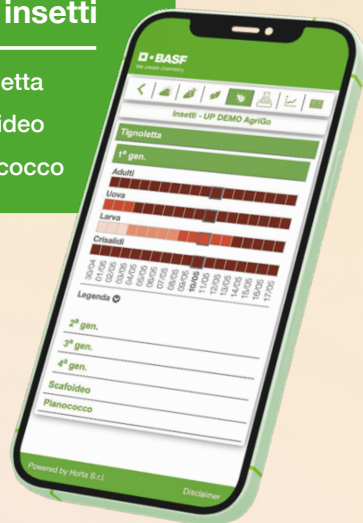 insetti
etta
ideo
cocco
BASF
We create chemistry
Insetti - UP DEMO AgriGo
Tignoletta
1ª gen.
Adulti
Uova
Larva
Crisalidi
30/04 01/05 02/05 03/05 04/05 05/05 06/05 07/05 08/05 09/05 10/05 11/05 12/05 13/05 14/05 15/05 16/05 17/05
Legenda
2ª gen.
3ª gen.
4ª gen.
Scafoideo
Planococco
Powered by Horta S.r.l.
Disclaimer